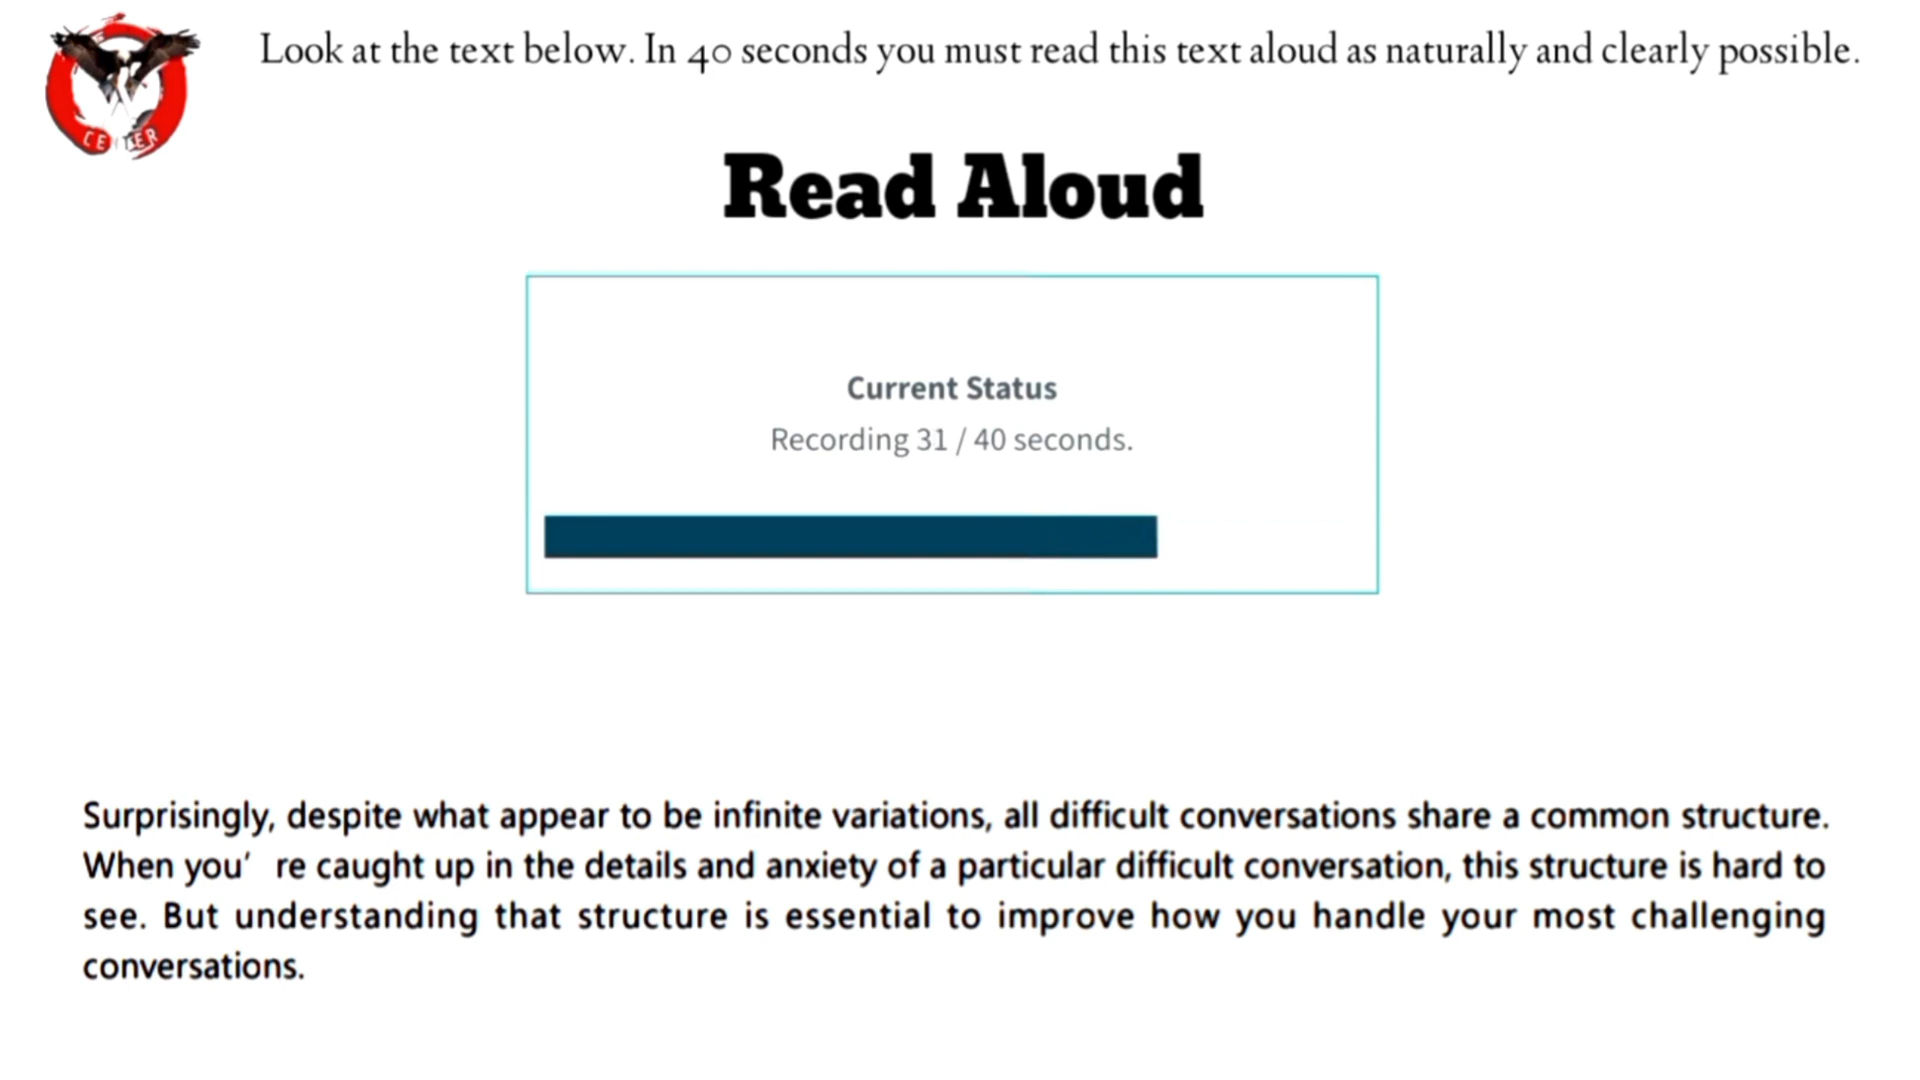 Look at the text below. In 40 seconds you must read this text aloud as naturally and clearly possible.
Read Aloud
Current Status
Recording 31 / 40 seconds.
Surprisingly, despite what appear to be infinite variations, all difficult conversations share a common structure.
When you’ re caught up in the details and anxiety of a particular difficult conversation, this structure is hard to
see. But understanding that structure is essential to improve how you handle your most challenging
conversations.